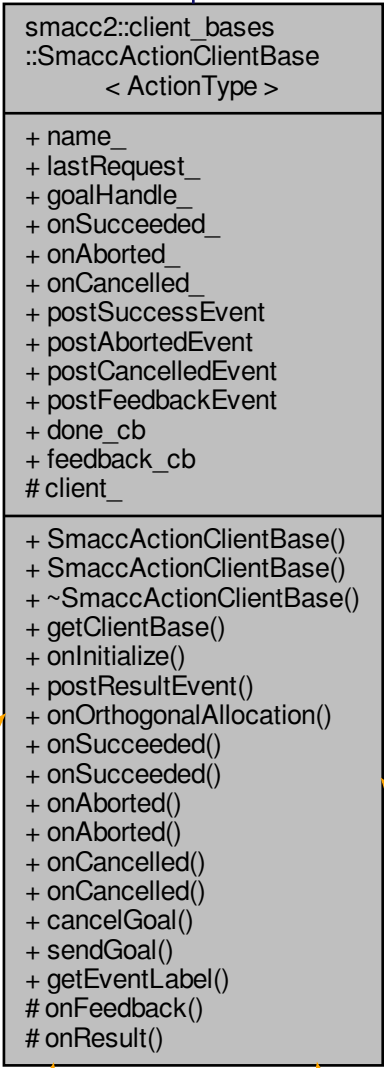 smacc2::client_bases
::SmaccActionClientBase
< ActionType >
+ name_
+ lastRequest_
+ goalHandle_
+ onSucceeded_
+ onAborted_
+ onCancelled_
+ postSuccessEvent
+ postAbortedEvent
+ postCancelledEvent
+ postFeedbackEvent
+ done_cb
+ feedback_cb
# client_
+ SmaccActionClientBase()
+ SmaccActionClientBase()
+ ~SmaccActionClientBase()
+ getClientBase()
+ onInitialize()
+ postResultEvent()
+ onOrthogonalAllocation()
+ onSucceeded()
+ onSucceeded()
+ onAborted()
+ onAborted()
+ onCancelled()
+ onCancelled()
+ cancelGoal()
+ sendGoal()
+ getEventLabel()
# onFeedback()
# onResult()